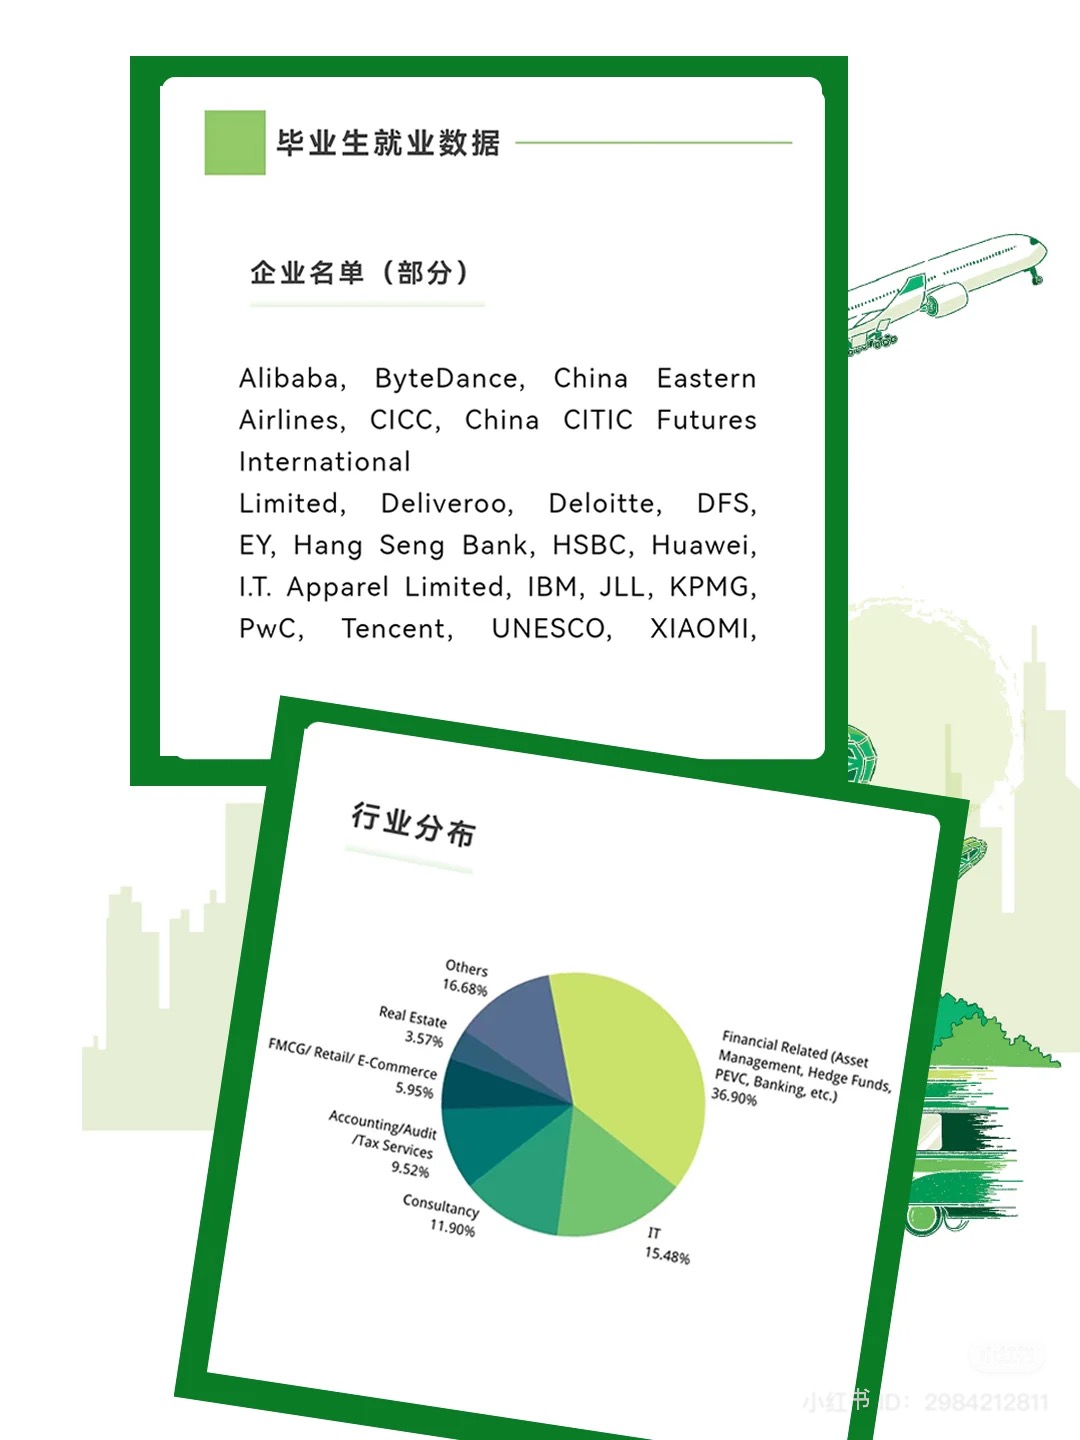 毕业生就业数据
企业名单（部分）
Alibaba, ByteDance, China Eastern
Airlines, CICC, China CITIC Futures
International
Limited, Deliveroo, Deloitte, DFS,
EY, Hang Seng Bank, HSBC, Huawei,
I.T. Apparel Limited, IBM, JLL, KPMG,
PwC, Tencent, UNESCO, XIAOMI,
行业分布
Others
16.68%
Real Estate
3.57%
FMCG/ Retail/ E-Commerce
5.95%
Accounting/Audit
/Tax Services
9.52%
Consultancy
11.90%
Financial Related (Asset
Management, Hedge Funds,
PEVC, Banking, etc.)
36.90%
IT
15.48%
小红书
小红书 ID：2984212811